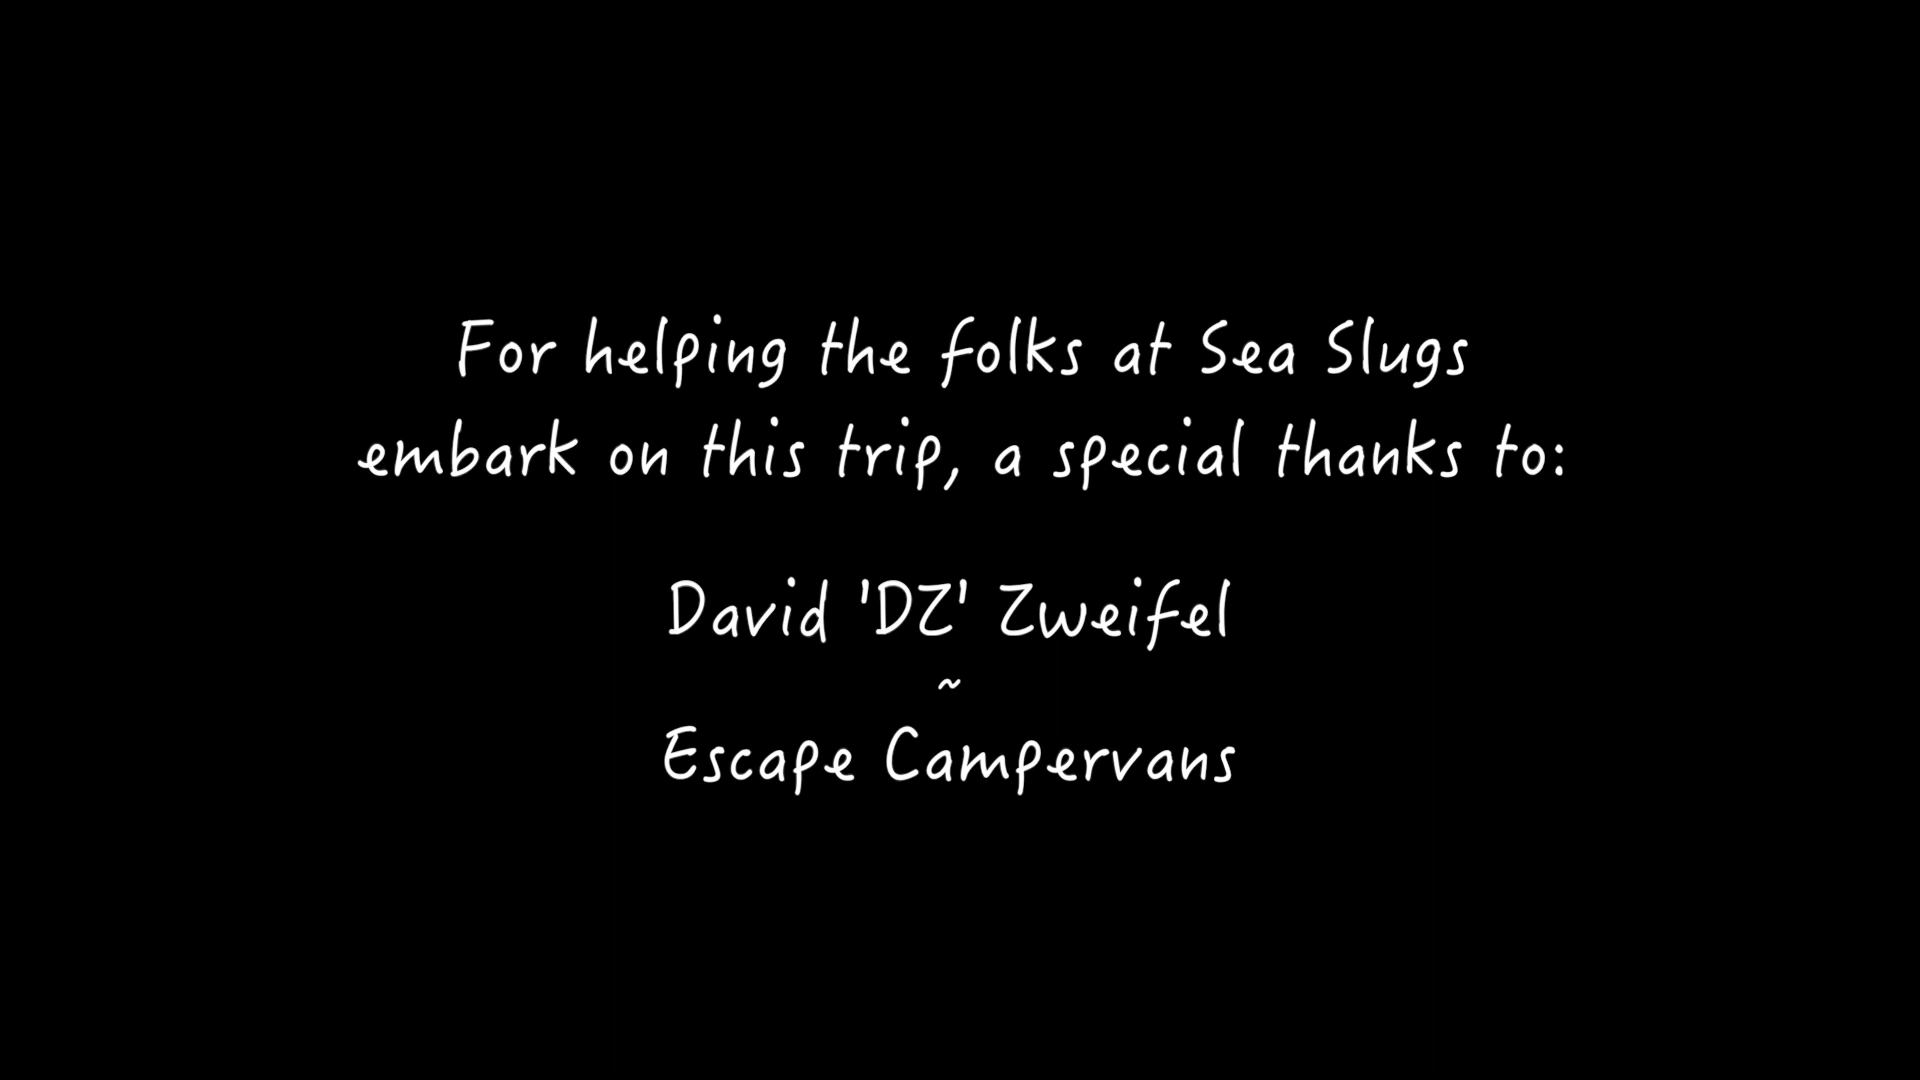 For helping the folks at Sea Slugs
embark on this trip, a special thanks to:
David 'DZ' Zweifel
~
Escape Campervans